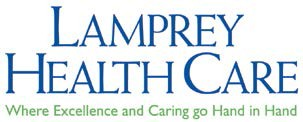 LAMPREY
HEALTH CARE
Where Excellence and Caring go Hand in Hand